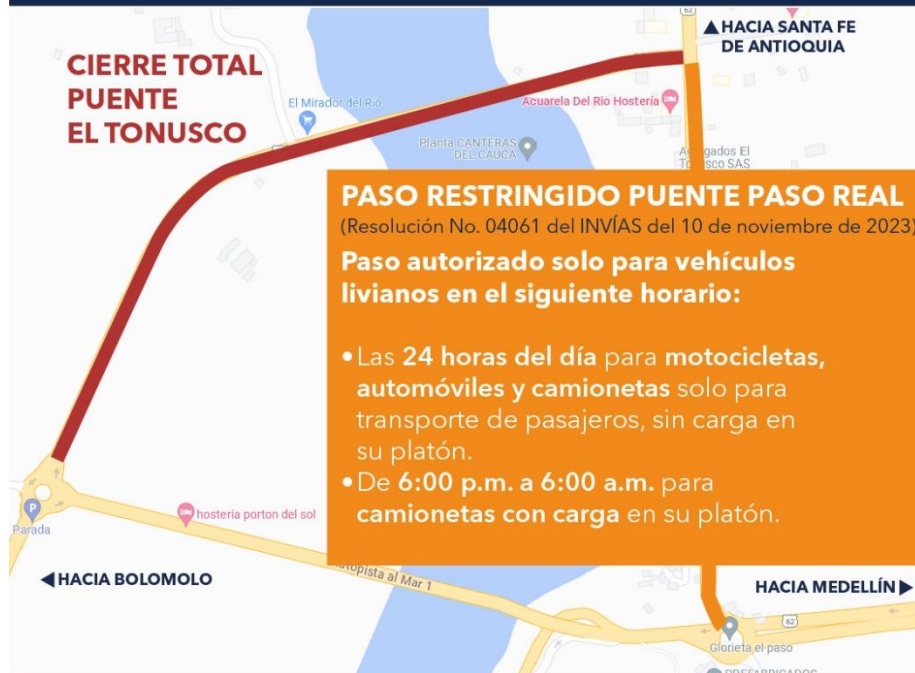 62
▲HACIA SANTA FE
DE ANTIOQUIA
CIERRE TOTAL
PUENTE
EL TONUSCO
El Mirador del Rio
Acuarela Del Rio Hostería
Planta CANTERAS
DEL CAUCA
SAS
PASO RESTRINGIDO PUENTE PASO REAL
(Resolución No. 04061 del INVÍAS del 10 de noviembre de 2023)
Paso autorizado solo para vehículos
livianos en el siguiente horario:
• Las 24 horas del día para motocicletas,
automóviles y camionetas solo para
transporte de pasajeros, sin carga en
su platón.
• De 6:00 p.m. a 6:00 a.m. para
camionetas con carga en su platón.
P
Parada
hosteria porton del sol
al Mar 1
◀HACIA BOLOMOLO
HACIA MEDELLÍN▶
62
Glorieta el paso
PREFABRICADOS